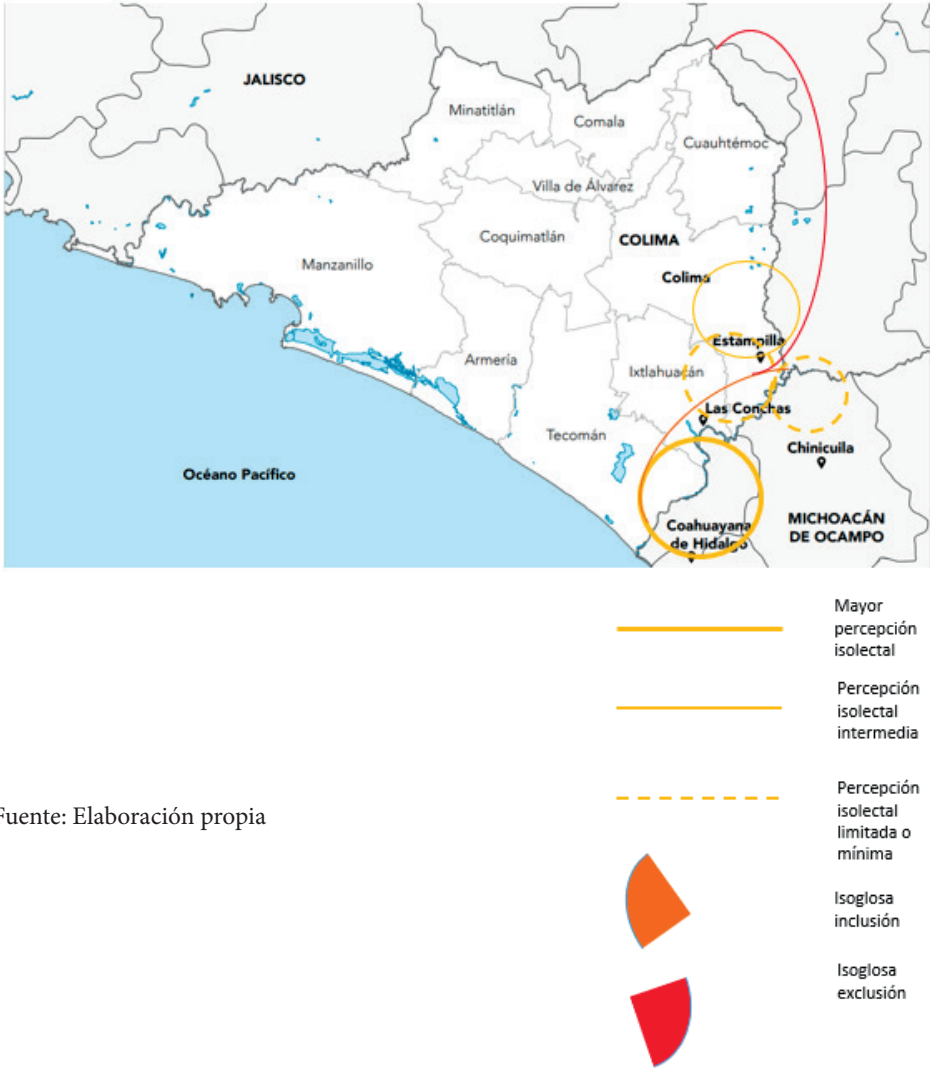 JALISCO
Minatitlán
Comala
Cuauhtémoc
Villa de Álvarez
Coquimatlán
COLIMA
Manzanillo
Colima
Estampilla
Armería
Ixtlahuacán
Las Conchas
Tecomán
Chinicuila
Océano Pacífico
Coahuayana
de Hidalgo
MICHOACÁN
DE OCAMPO
Mayor
percepción
isolectal
Percepción
isolectal
intermedia
Percepción
isolectal
limitada o
mínima
Fuente: Elaboración propia
Isoglosa
inclusión
Isoglosa
exclusión